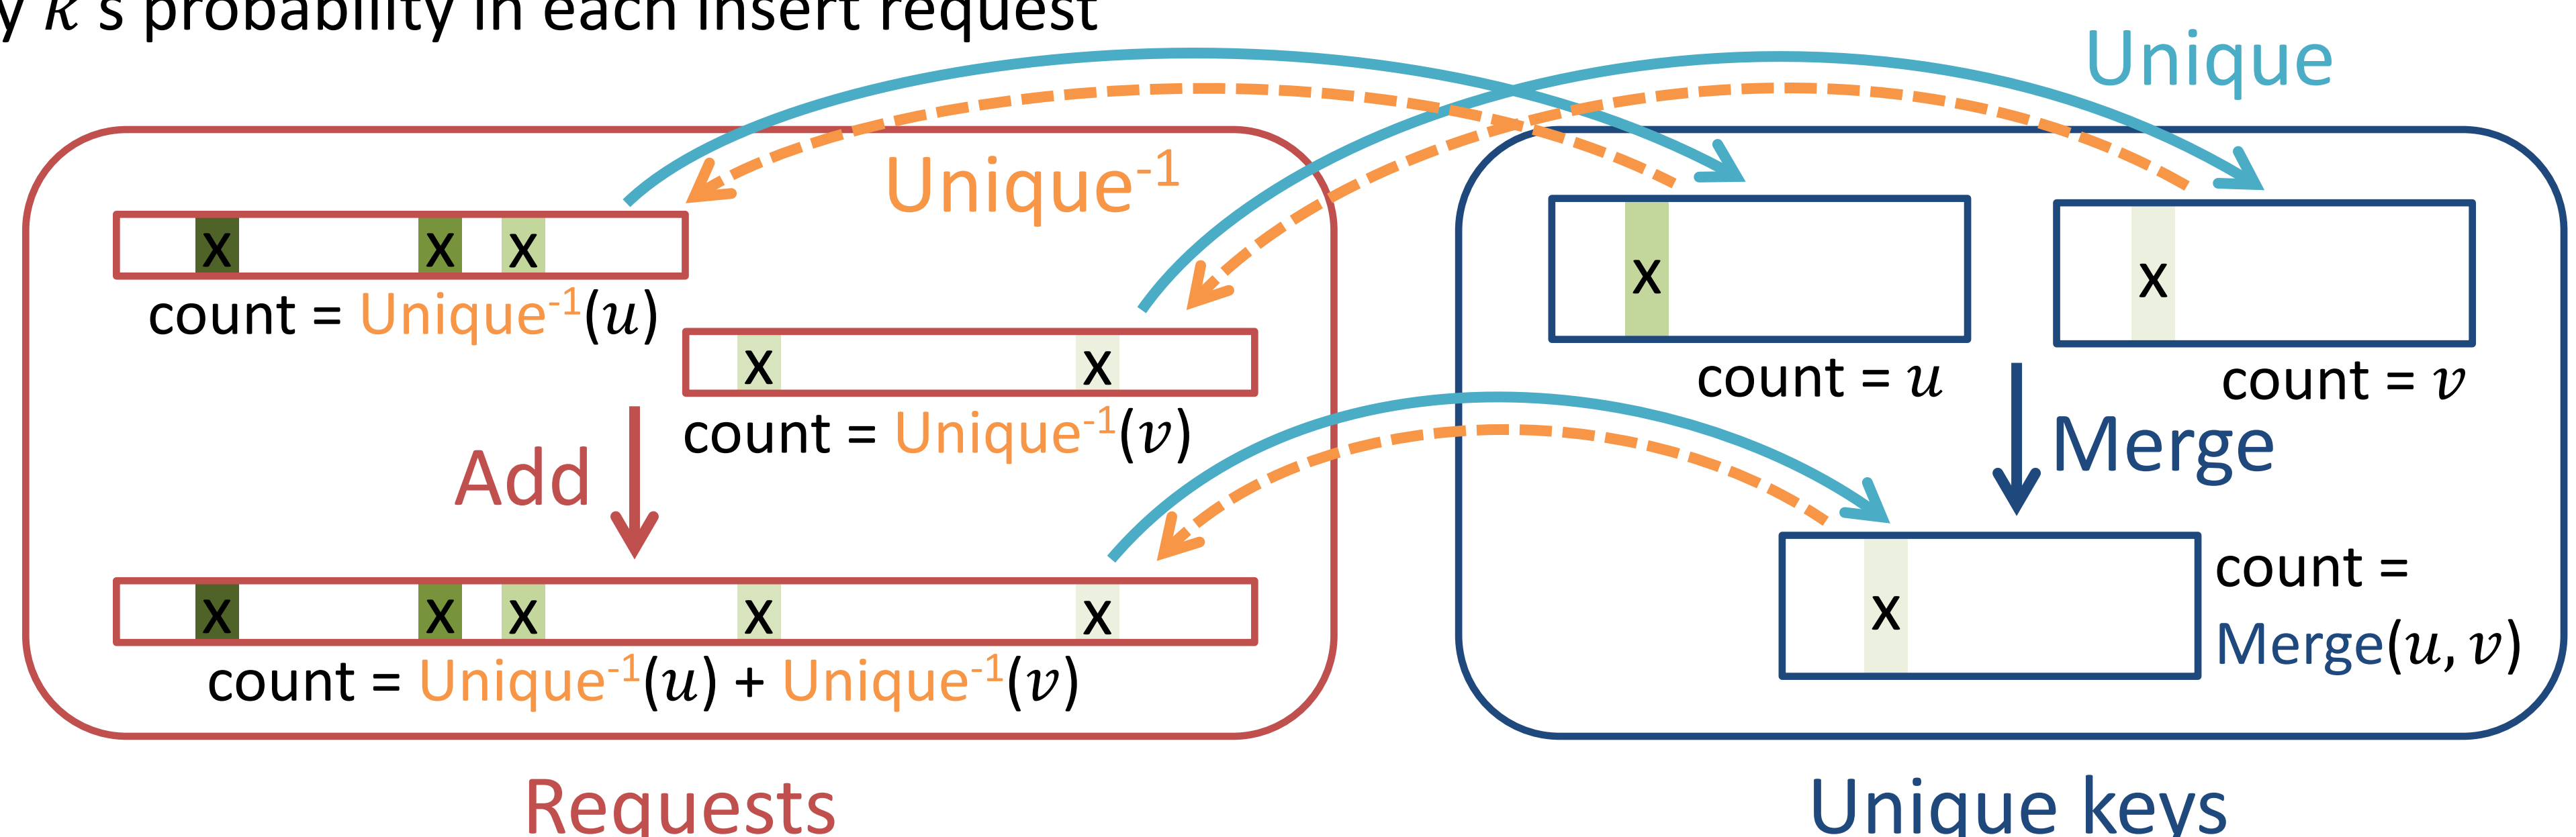 y k's probability in each insert request
Unique
Unique⁻¹
X X X
X
X
count = Unique⁻¹(u)
X X
count = u
count = v
count = Unique⁻¹(v)
Add
Merge
X X X X X
X
count =
Merge(u, v)
count = Unique⁻¹(u) + Unique⁻¹(v)
Requests
Unique keys